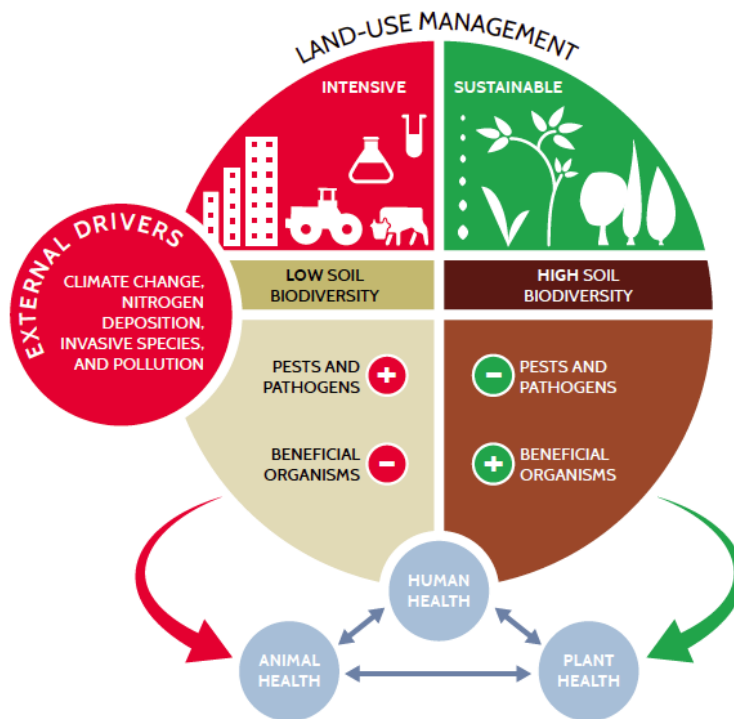 LAND-USE MANAGEMENT
INTENSIVE
SUSTAINABLE
EXTERNAL DRIVERS
CLIMATE CHANGE,
NITROGEN
DEPOSITION,
INVASIVE SPECIES,
AND POLLUTION
LOW SOIL
BIODIVERSITY
HIGH SOIL
BIODIVERSITY
PESTS AND
PATHOGENS
+
-
PESTS AND
PATHOGENS
BENEFICIAL
ORGANISMS
-
+
BENEFICIAL
ORGANISMS
HUMAN
HEALTH
ANIMAL
HEALTH
PLANT
HEALTH